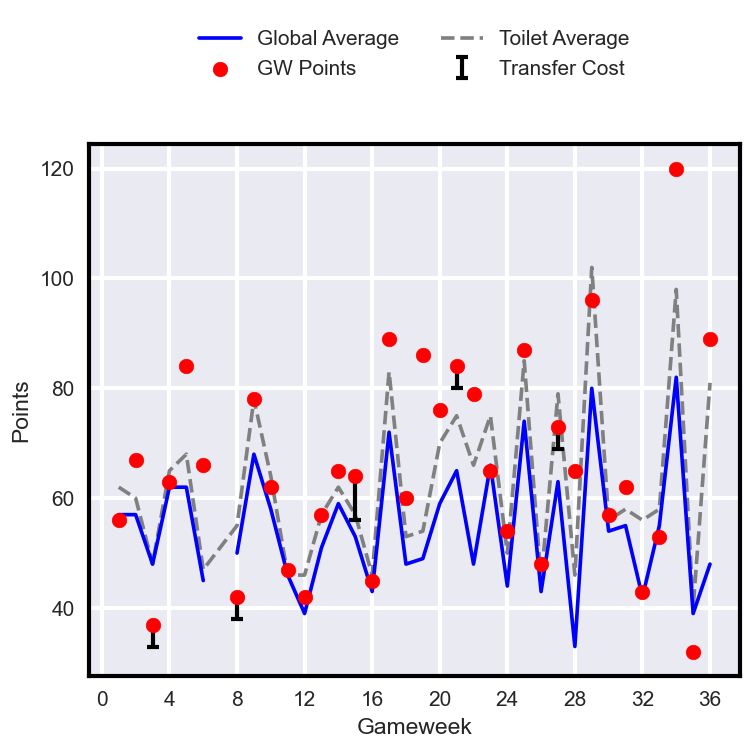 Global Average
Toilet Average
GW Points
Transfer Cost
120
100
80
60
40
Points
0 4 8 12 16 20 24 28 32 36
Gameweek